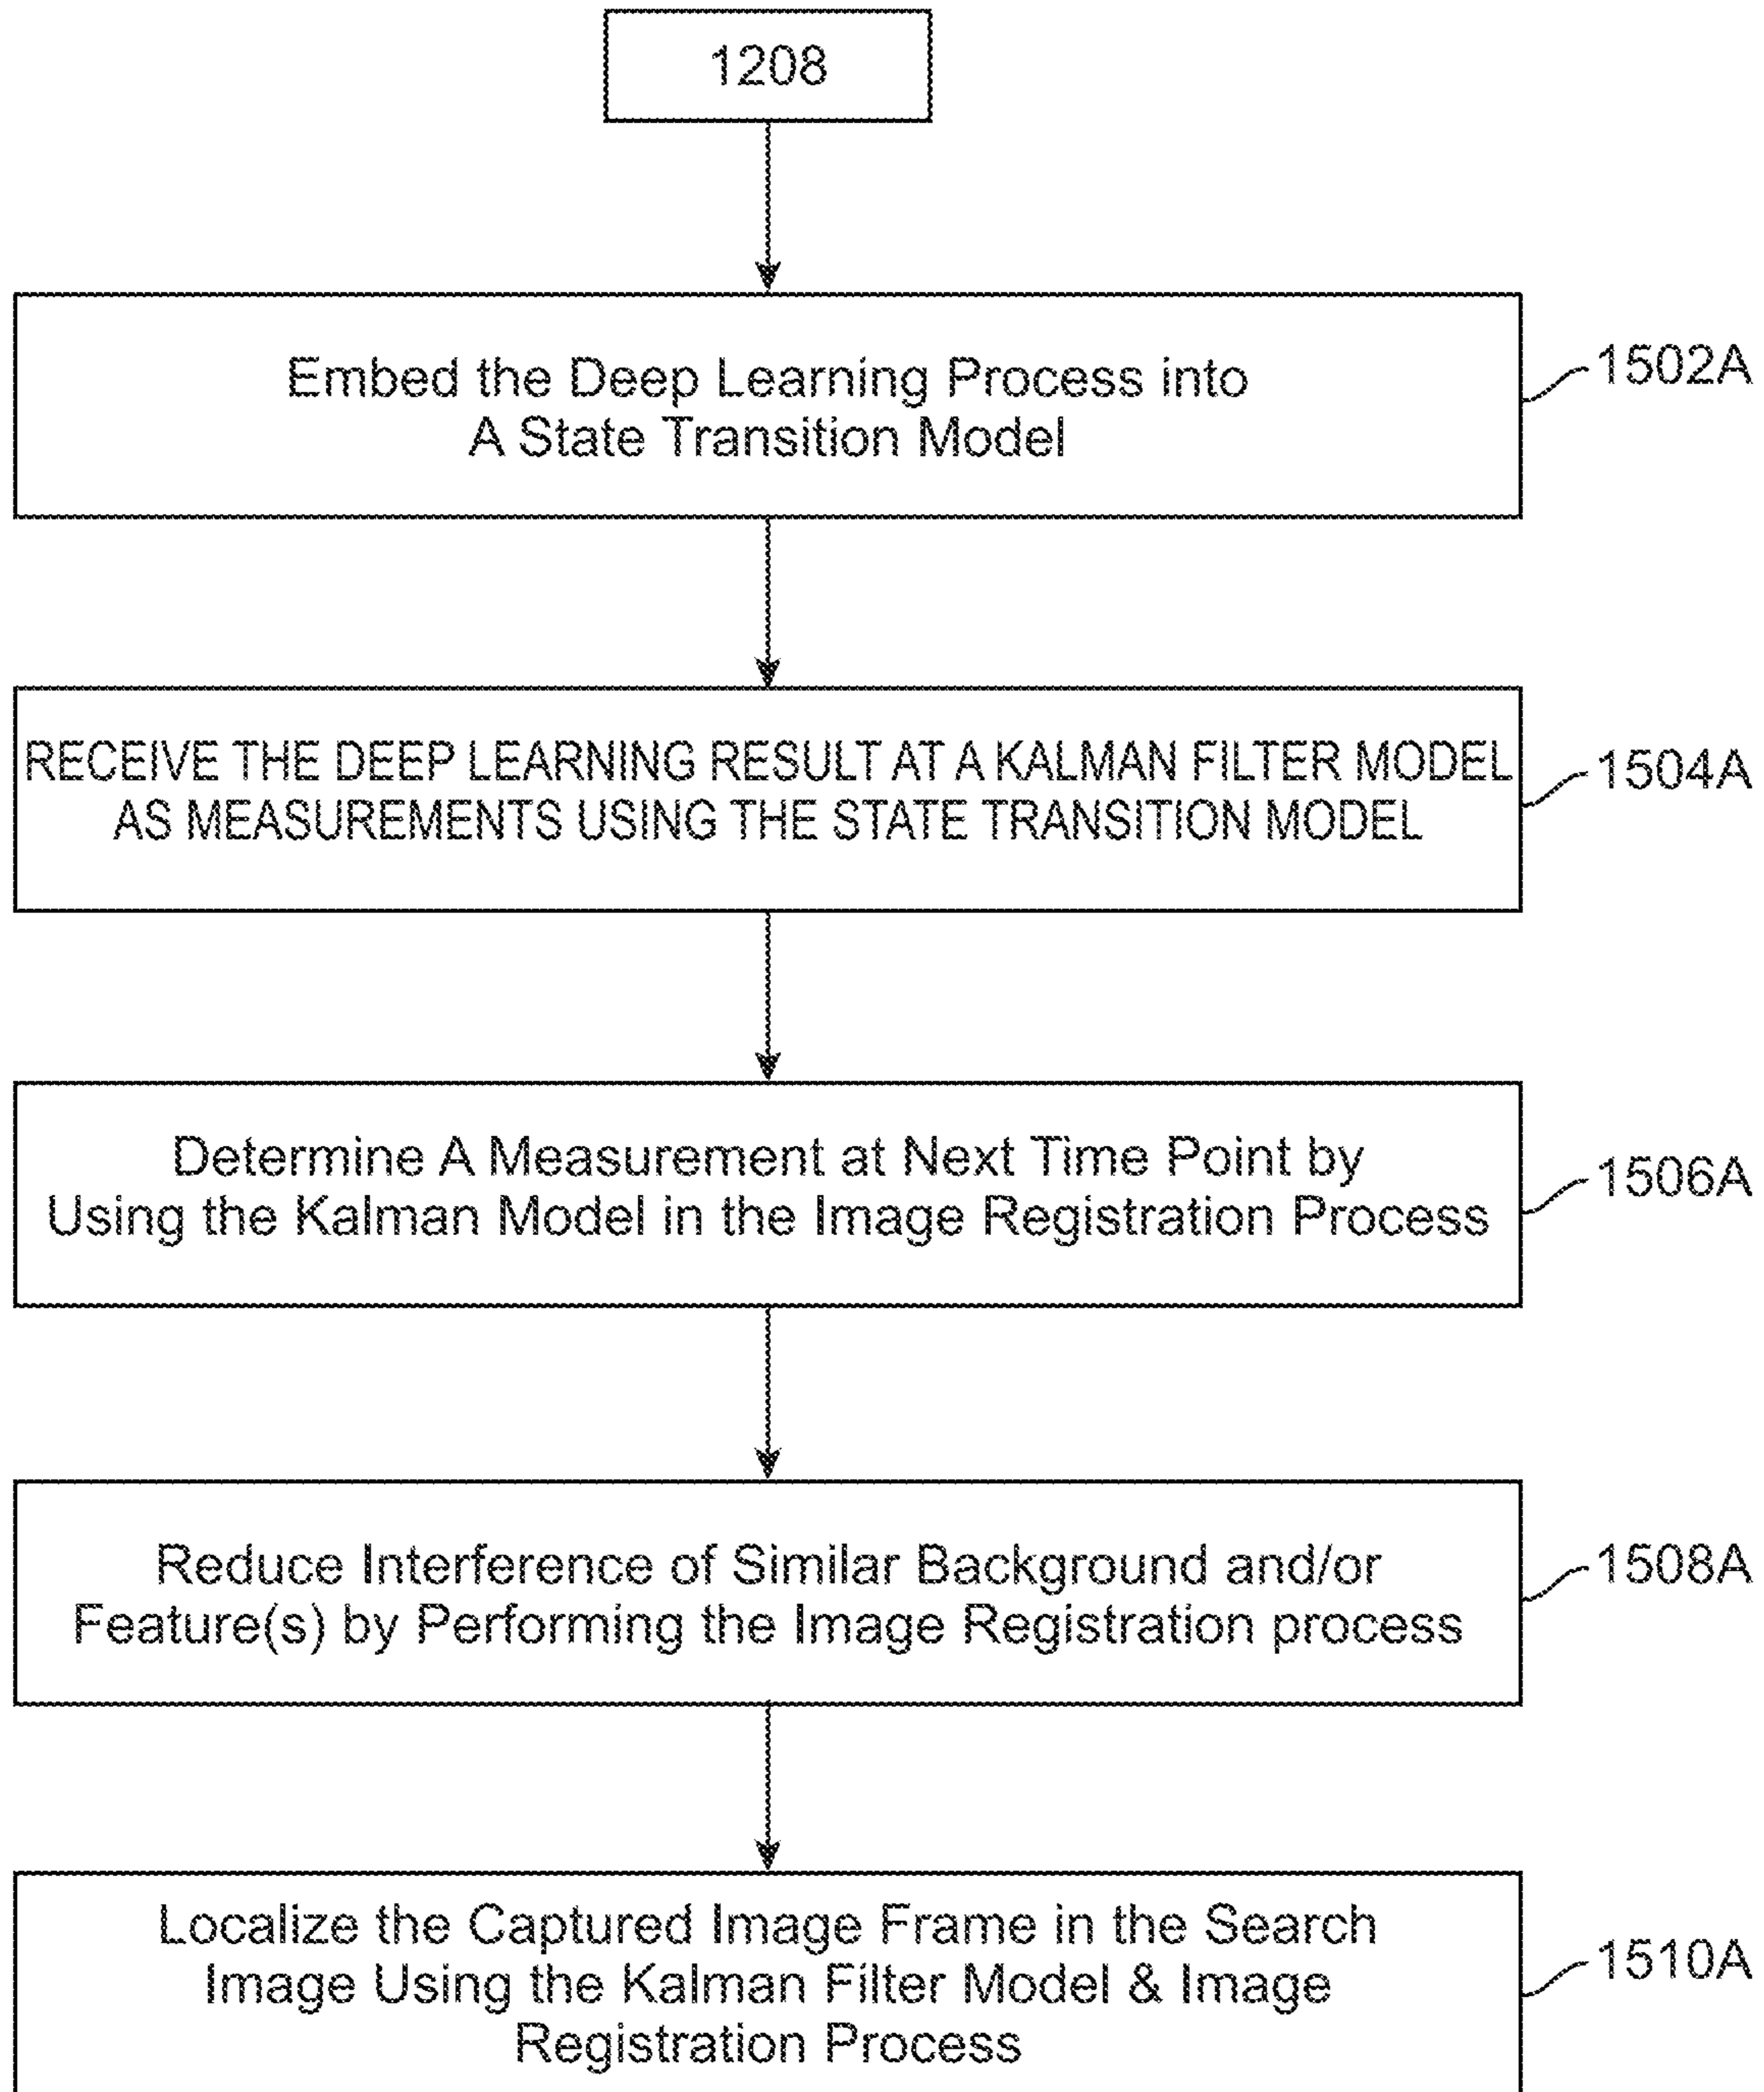 1208
Embed the Deep Learning Process into
A State Transition Model
1502A
RECEIVE THE DEEP LEARNING RESULT AT A KALMAN FILTER MODEL
AS MEASUREMENTS USING THE STATE TRANSITION MODEL
1504A
Determine A Measurement at Next Time Point by
Using the Kalman Model in the Image Registration Process
1506A
Reduce Interference of Similar Background and/or
Feature(s) by Performing the Image Registration process
1508A
Localize the Captured Image Frame in the Search
Image Using the Kalman Filter Model & Image
Registration Process
1510A